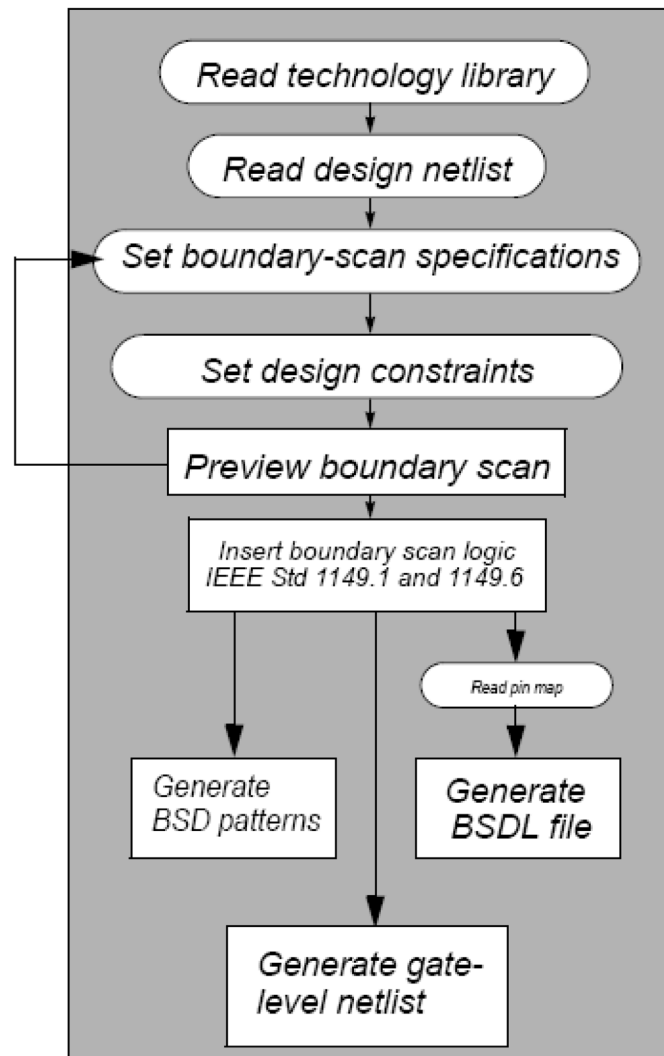 Read technology library
Read design netlist
Set boundary-scan specifications
Set design constraints
Preview boundary scan
Insert boundary scan logic
IEEE Std 1149.1 and 1149.6
Read pin map
Generate
BSD patterns
Generate
BSDL file
Generate gate-
level netlist